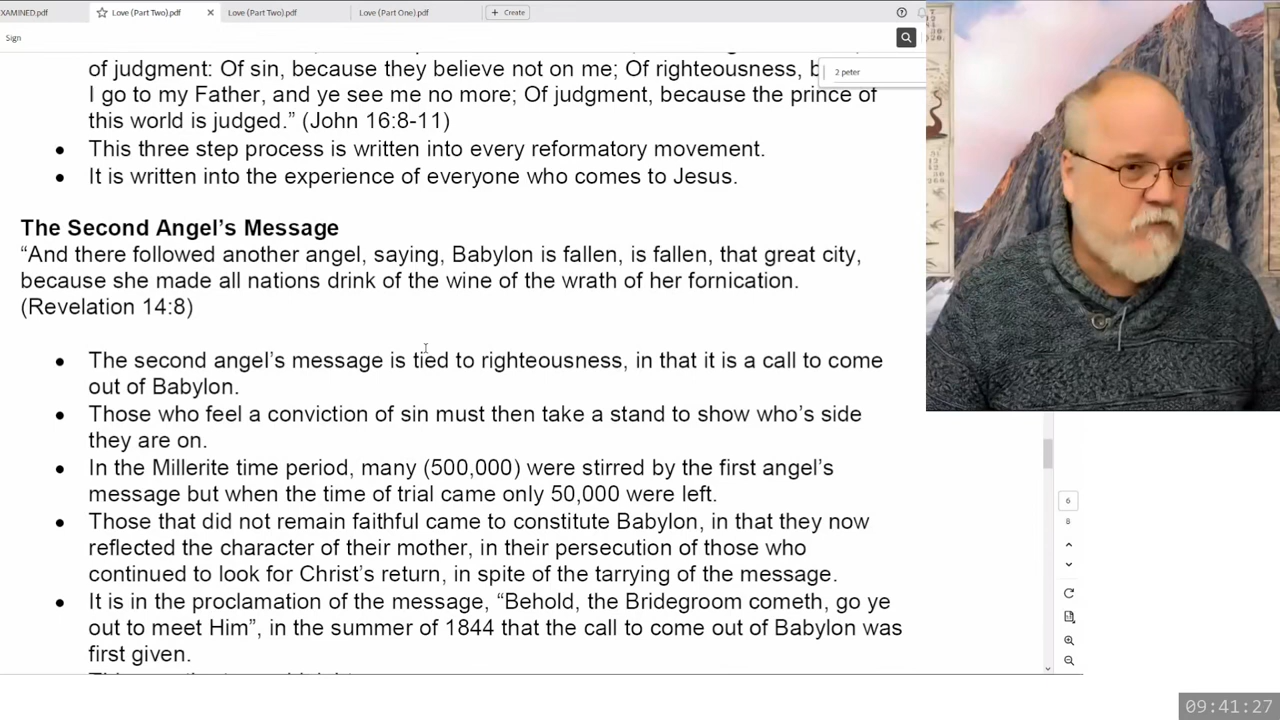 XAMINED.pdf
Love (Part Two).pdf
Love (Part Two).pdf
Love (Part One).pdf
Create
Sign
2 peter
of judgment: Of sin, because they believe not on me; Of righteousness, b
I go to my Father, and ye see me no more; Of judgment, because the prince of
this world is judged.” (John 16:8-11)
• This three step process is written into every reformatory movement.
• It is written into the experience of everyone who comes to Jesus.
The Second Angel’s Message
“And there followed another angel, saying, Babylon is fallen, is fallen, that great city,
because she made all nations drink of the wine of the wrath of her fornication.
(Revelation 14:8)
• The second angel’s message is tied to righteousness, in that it is a call to come
out of Babylon.
• Those who feel a conviction of sin must then take a stand to show who’s side
they are on.
• In the Millerite time period, many (500,000) were stirred by the first angel’s
message but when the time of trial came only 50,000 were left.
• Those that did not remain faithful came to constitute Babylon, in that they now
reflected the character of their mother, in their persecution of those who
continued to look for Christ’s return, in spite of the tarrying of the message.
• It is in the proclamation of the message, “Behold, the Bridegroom cometh, go ye
out to meet Him”, in the summer of 1844 that the call to come out of Babylon was
first given.
6
8
09:41:27